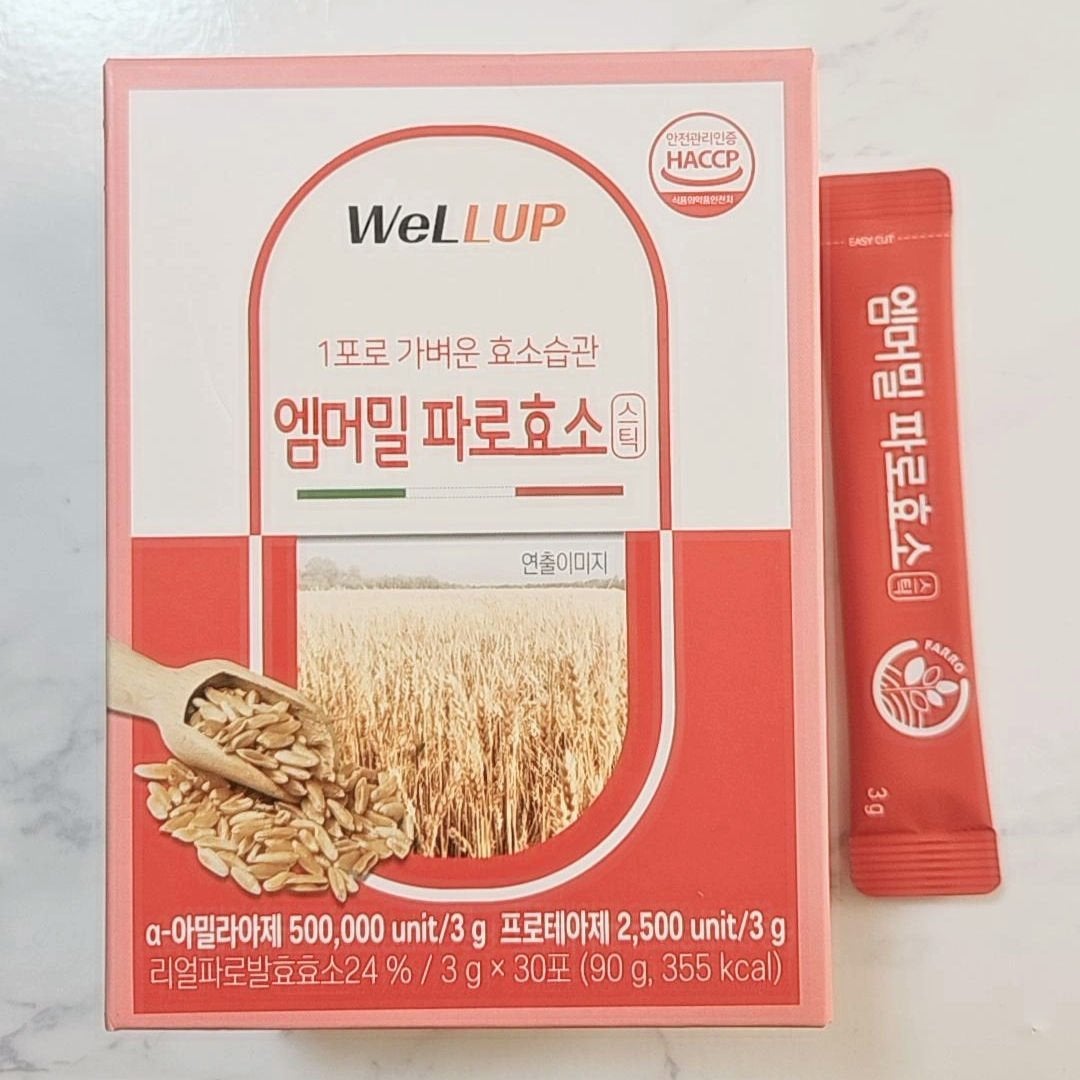 안전관리인증
HACCP
식품의약품안전처
WeLLUP
1포로 가벼운 효소습관
엠머밀 파로효소 스틱
연출이미지
α-아밀라아제 500,000 unit/3 g 프로테아제 2,500 unit/3 g
리얼파로발효효소24 % / 3 g × 30포 (90 g, 355 kcal)
EASY CUT
엠머밀 파로효소 스틱
FARRO
3g